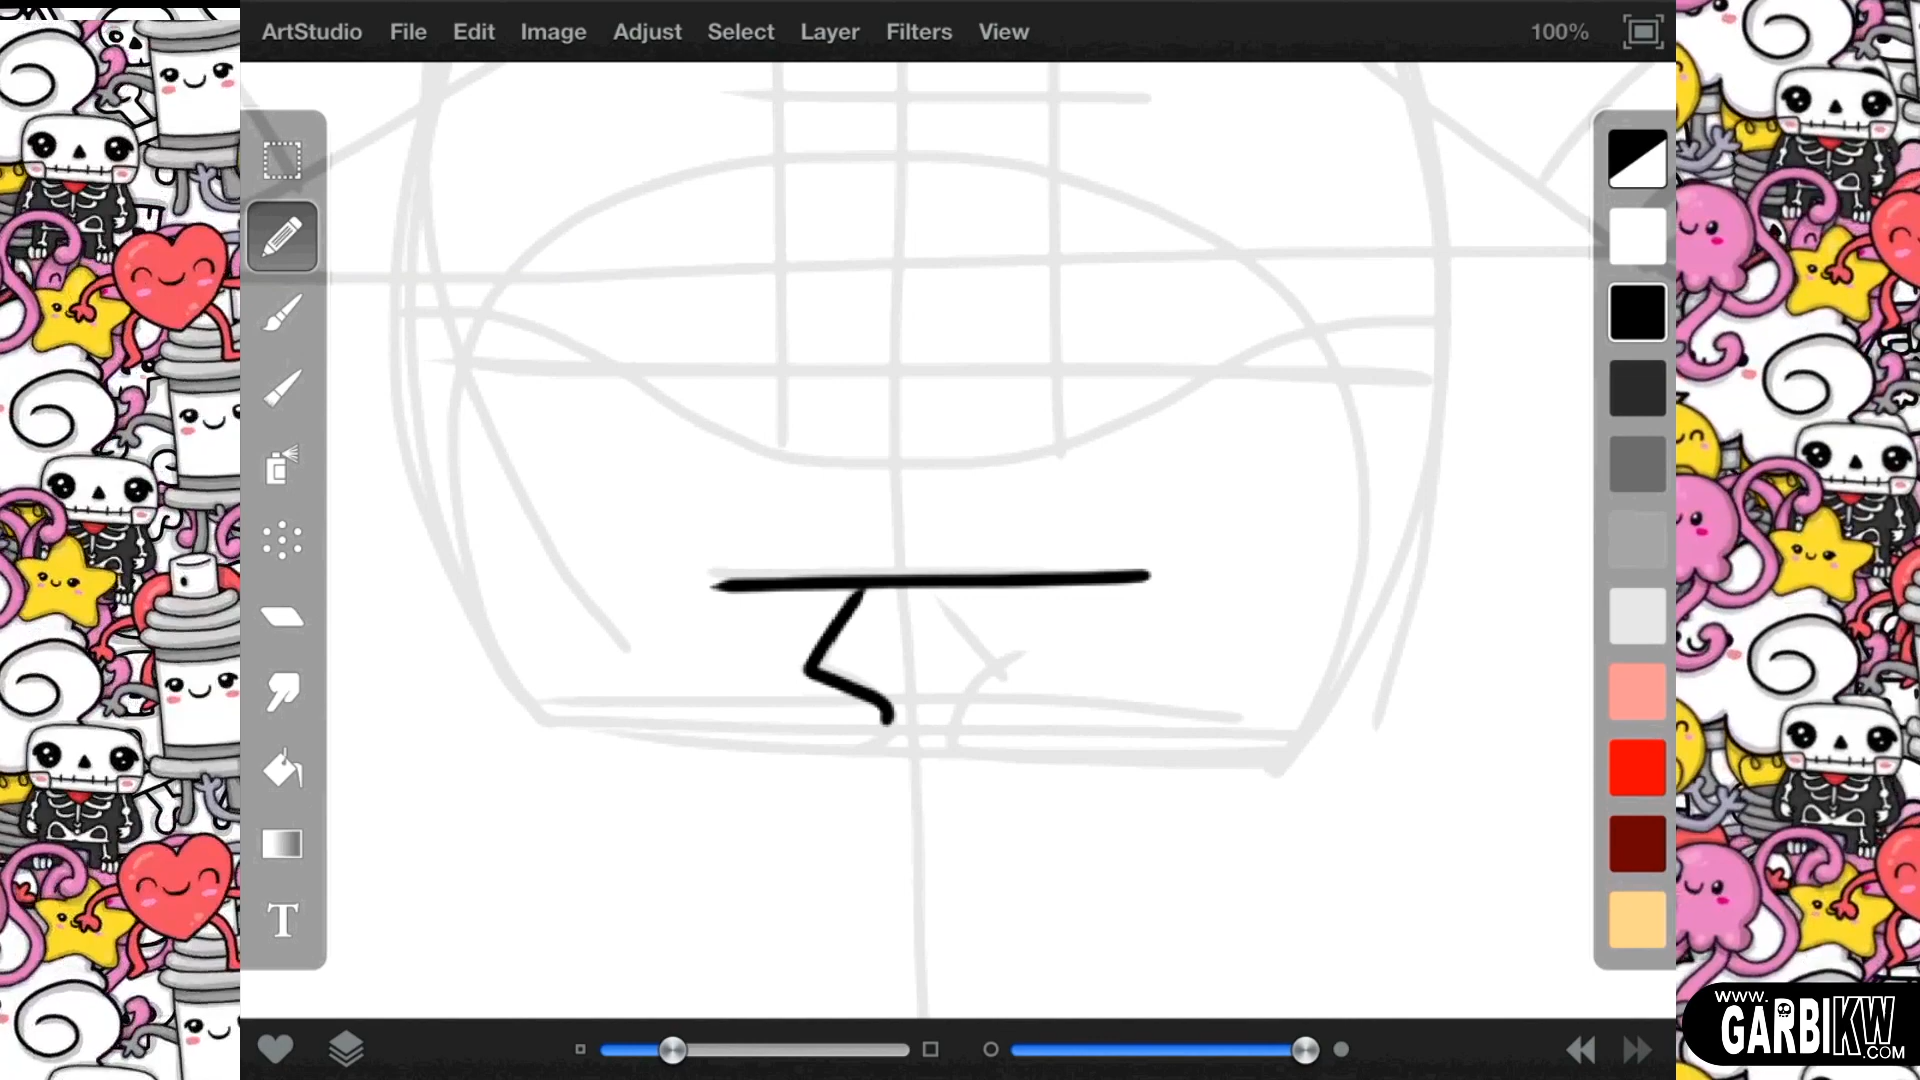 ArtStudio File Edit Image Adjust Select Layer Filters View 100%
T
WWW.
GARBIKW
.COM